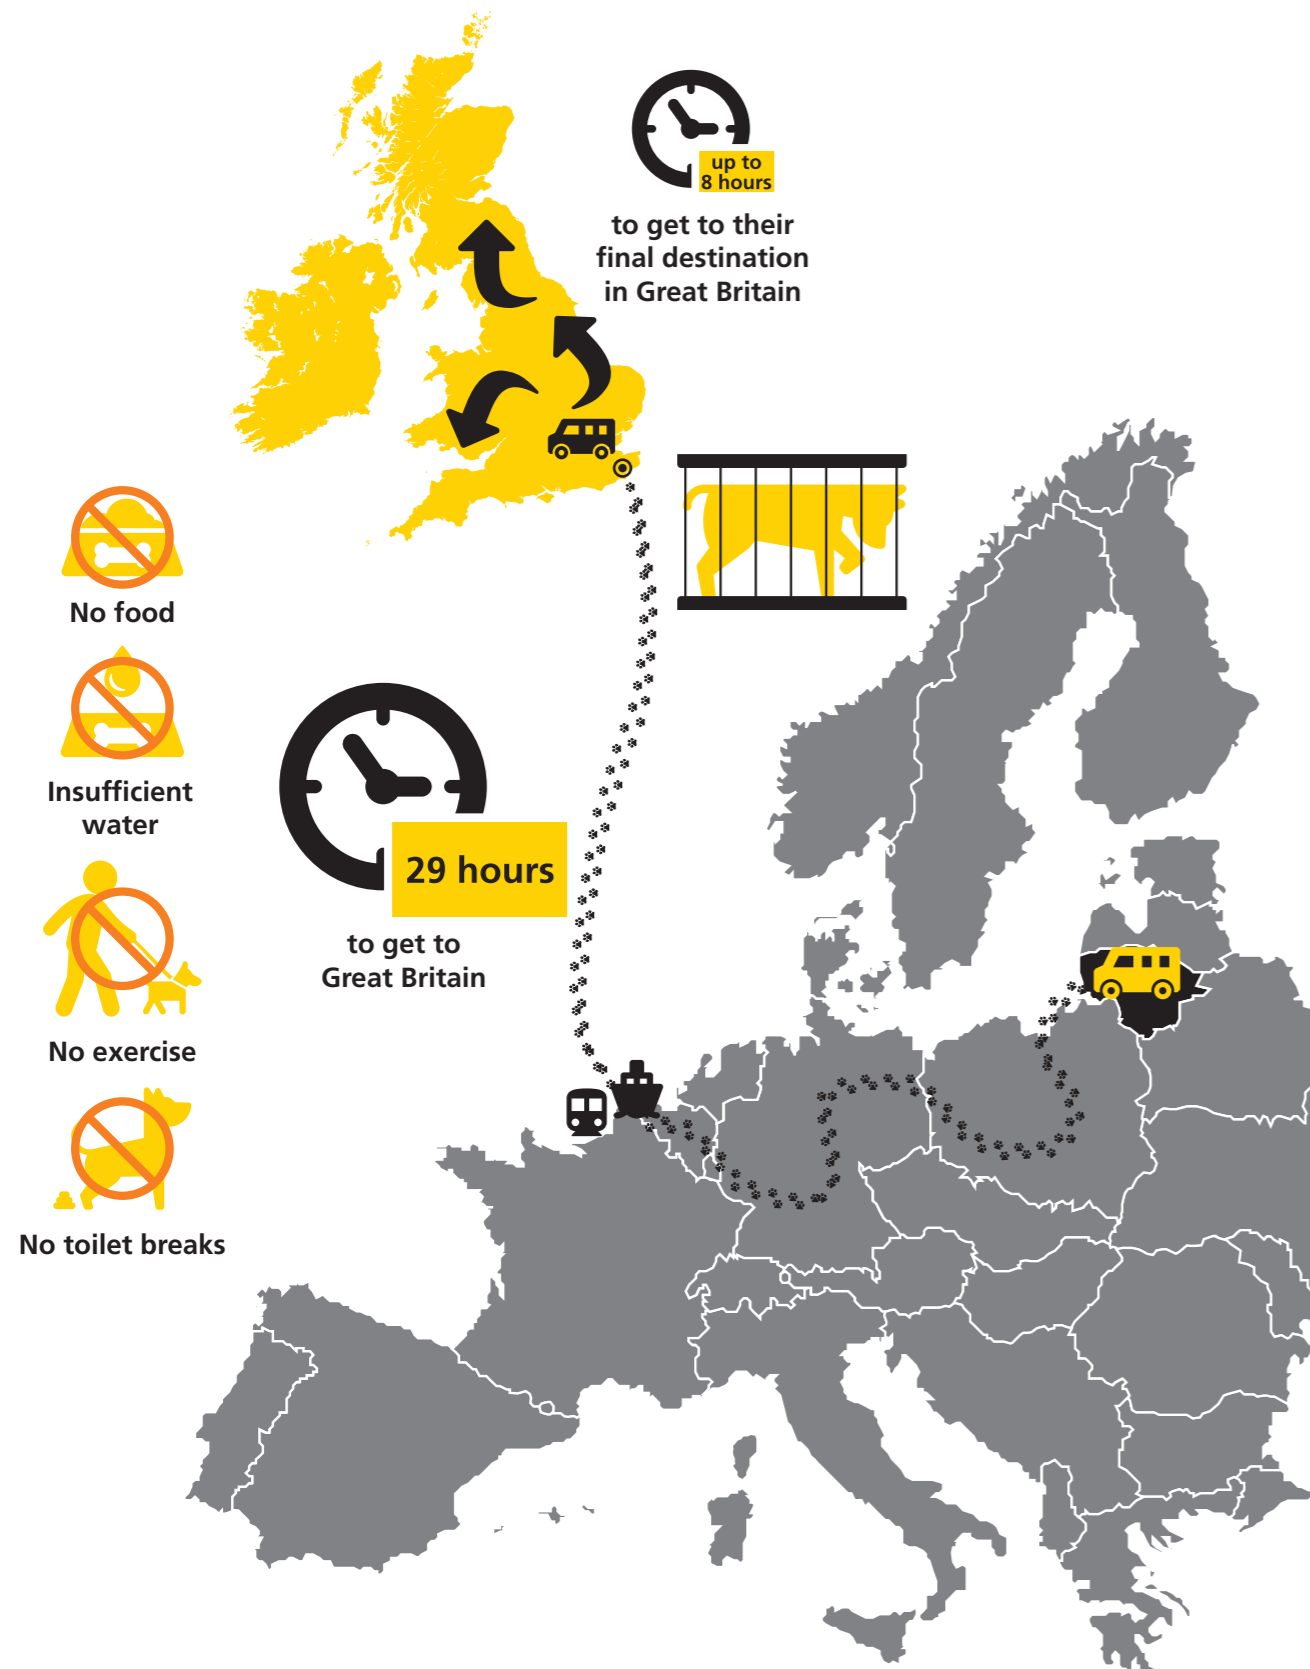 up to
8 hours
to get to their
final destination
in Great Britain
No food
Insufficient
water
29 hours
to get to
Great Britain
No exercise
No toilet breaks